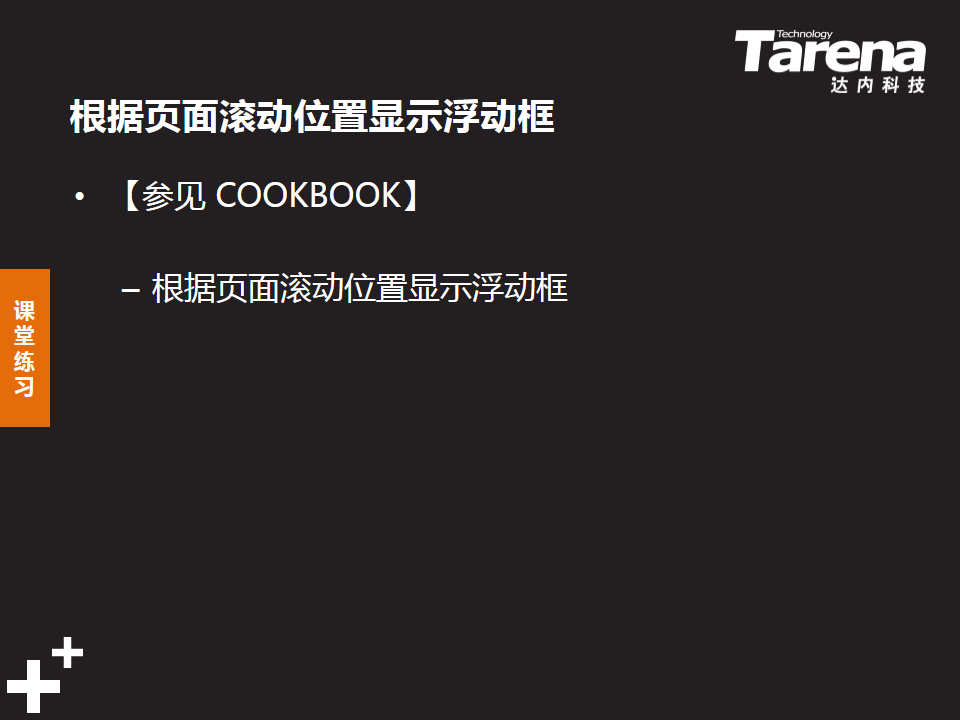 Technology
Tarena
达内科技
根据页面滚动位置显示浮动框
• 【参见 COOKBOOK】
– 根据页面滚动位置显示浮动框
课堂练习